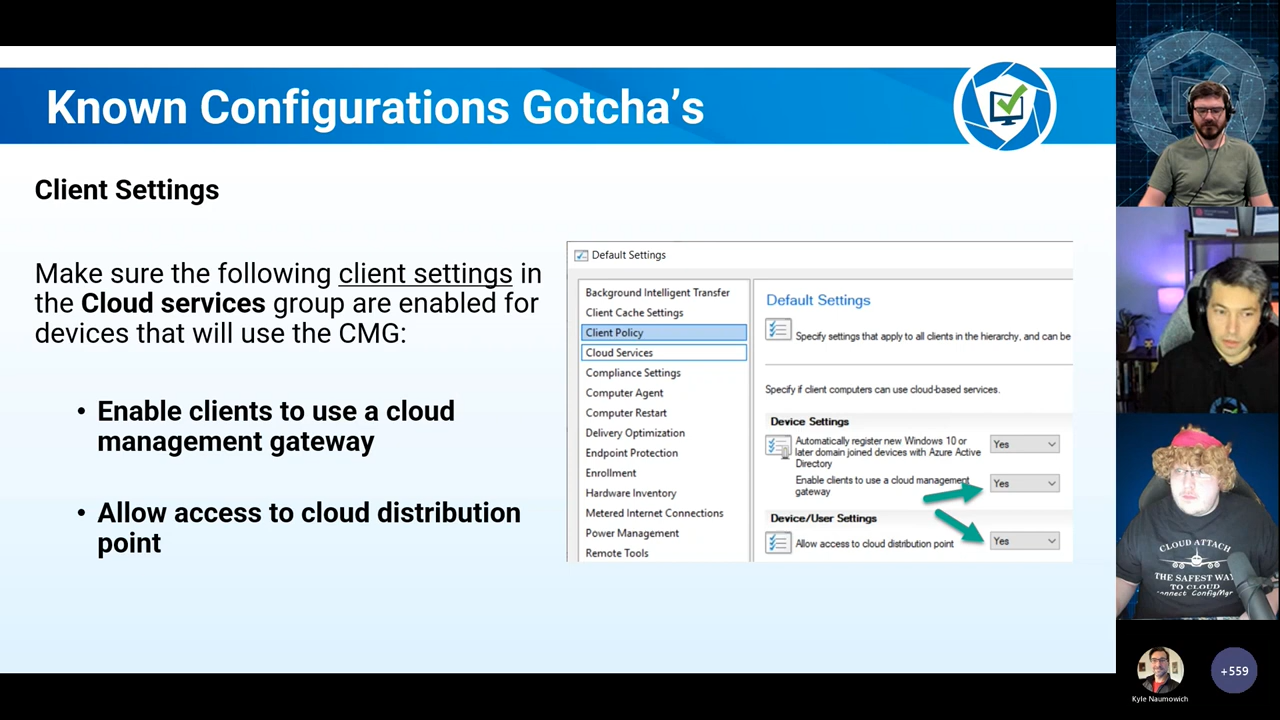 Known Configurations Gotcha's
Client Settings
Make sure the following client settings in
the Cloud services group are enabled for
devices that will use the CMG:
• Enable clients to use a cloud
management gateway
• Allow access to cloud distribution
point
Default Settings
Background Intelligent Transfer
Client Cache Settings
Client Policy
Cloud Services
Compliance Settings
Computer Agent
Computer Restart
Delivery Optimization
Endpoint Protection
Enrollment
Hardware Inventory
Metered Internet Connections
Power Management
Remote Tools
Default Settings
Specify settings that apply to all clients in the hierarchy, and can be
Specify if client computers can use cloud-based services.
Device Settings
Automatically register new Windows 10 or
later domain joined devices with Azure Active
Directory
Yes
Enable clients to use a cloud management
gateway
Yes
Device/User Settings
Allow access to cloud distribution point
Yes
CLOUD ATTACH
THE SAFEST WA
TO CLOUD
onnect ConfigMgr
Kyle Naumowich
+559